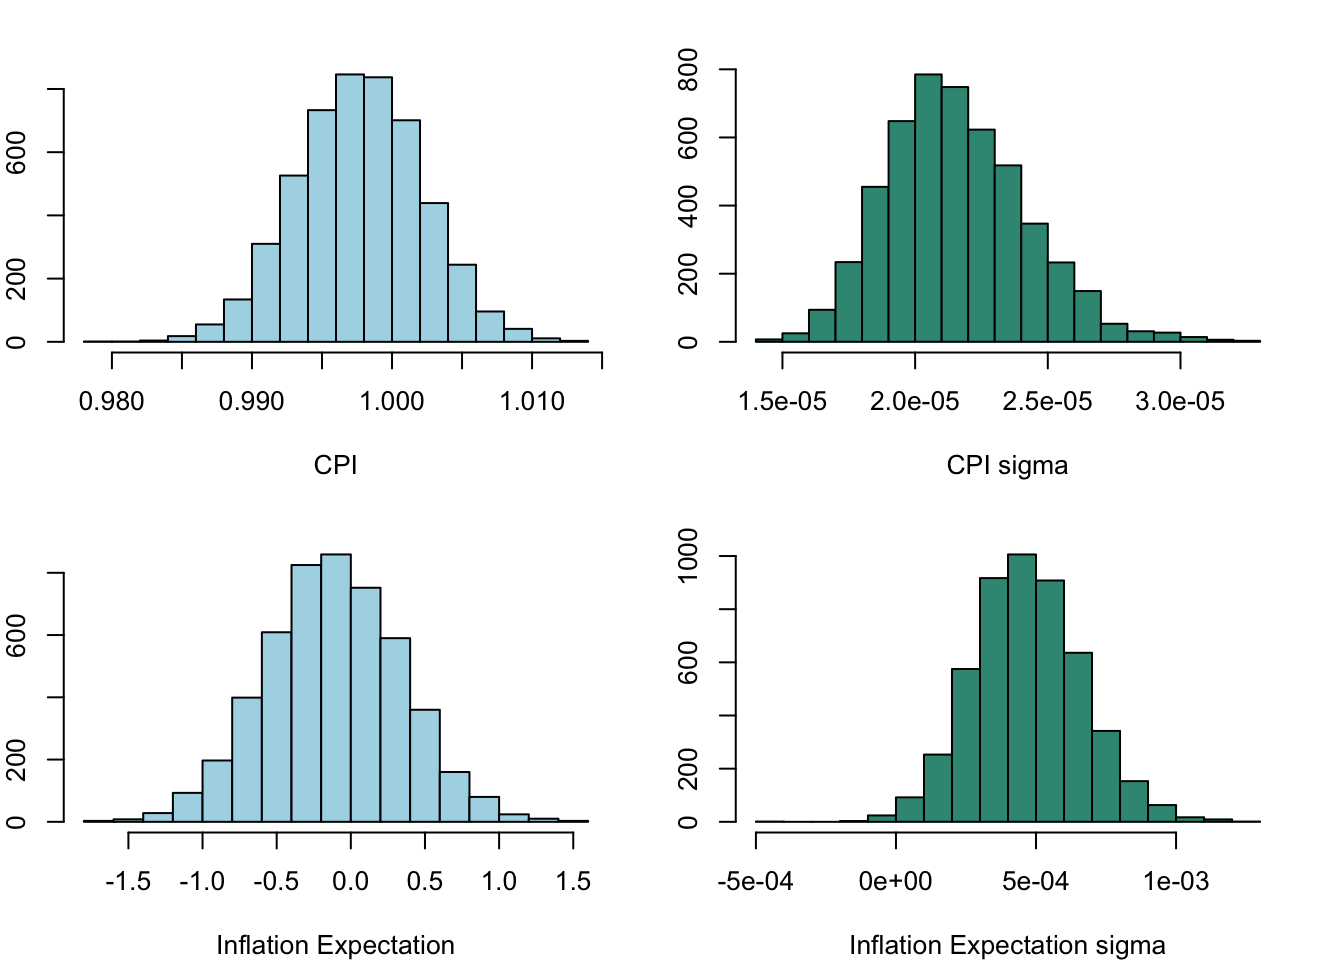 0 200 600
0.980 0.990 1.000 1.010
CPI
0 200 400 600 800
1.5e-05 2.0e-05 2.5e-05 3.0e-05
CPI sigma
0 200 600
-1.5 -1.0 -0.5 0.0 0.5 1.0 1.5
Inflation Expectation
0 200 600 1000
-5e-04 0e+00 5e-04 1e-03
Inflation Expectation sigma